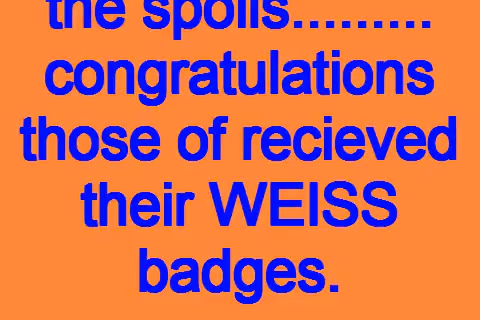 the spoils.........
congratulations
those of recieved
their WEISS
badges.